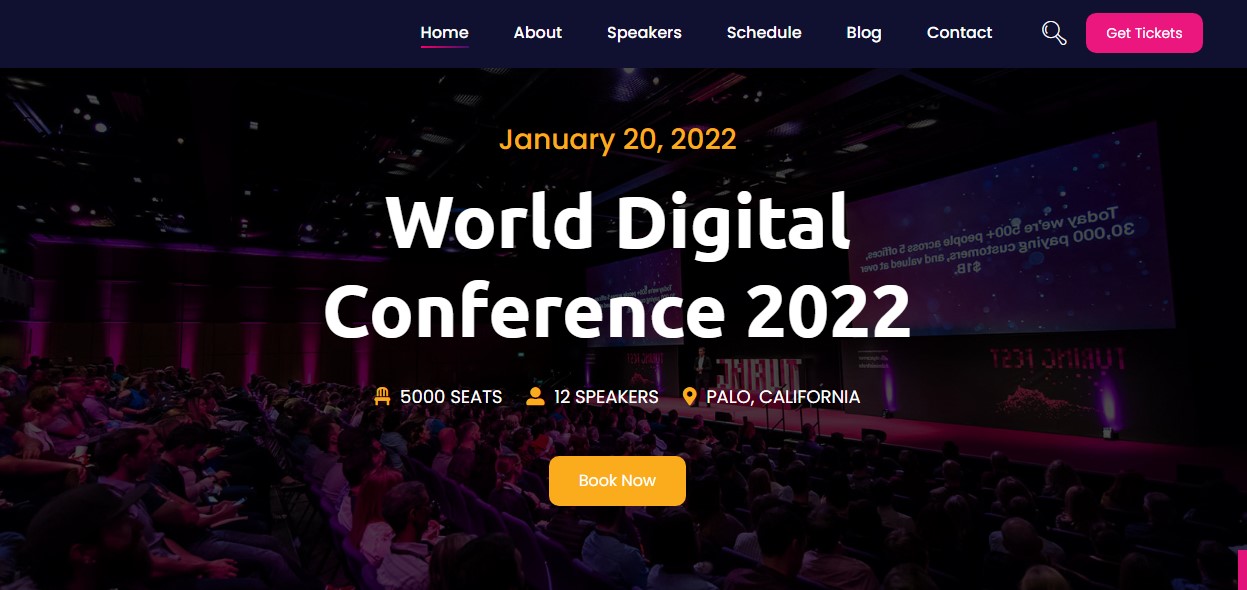 Home About Speakers Schedule Blog Contact Get Tickets
January 20, 2022
World Digital
Conference 2022
5000 SEATS 12 SPEAKERS PALO, CALIFORNIA
Book Now
Today we're 500+ people across 5 offices,
30,000 paying customers, and valued at over
$1B.
TURING FEST